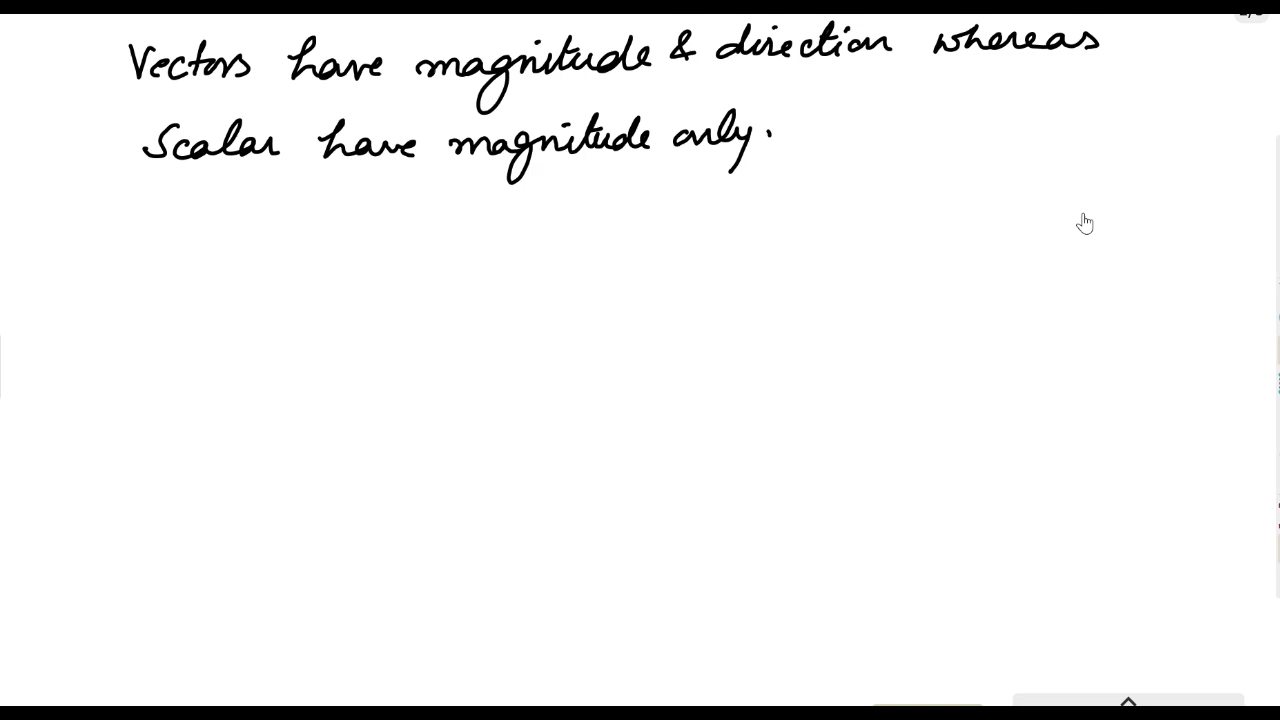 Vectors have magnitude & direction whereas
Scalar have magnitude only.